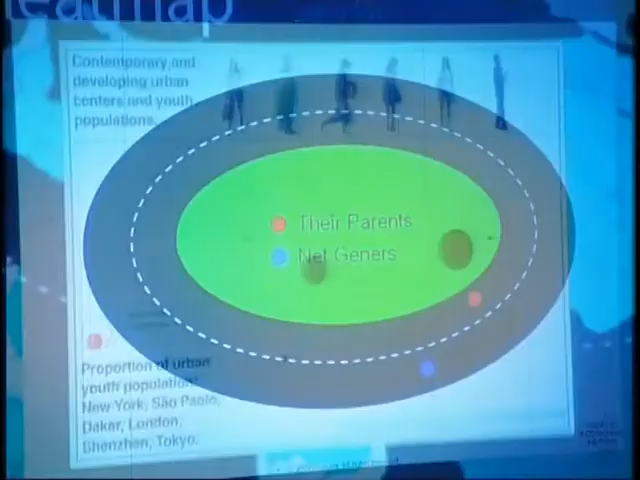 eatmap
Contemporary and
developing urban
centers and youth
populations.
Their Parents
Net Geners
Proportion of urban
youth population:
New York, São Paolo,
Dakar, London,
Shenzhen, Tokyo.